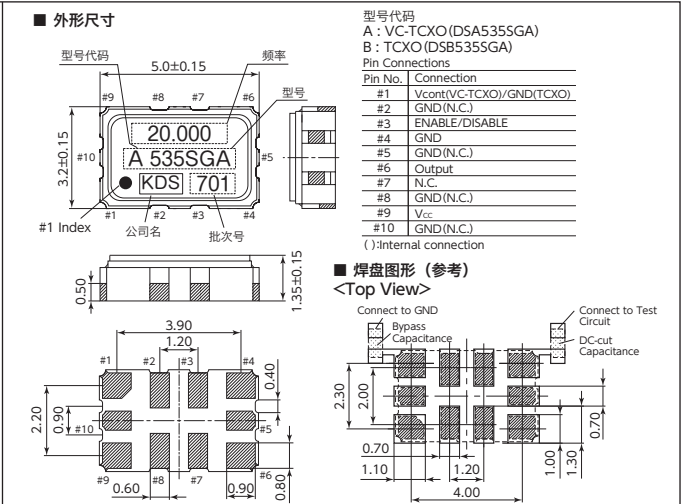 ■ 外形尺寸
型号代码
频率
5.0±0.15
型号
#9 #8 #7 #6
20.000
A 535SGA
KDS 701
3.2±0.15
#10
#5
#1 Index
#1 #2 #3 #4
公司名
批次号
0.50
1.35±0.15
3.90
1.20
#1 #2 #3 #4
0.40
2.20
0.90
#10
#5
#9 #8 #7 #6
0.60
0.90
0.80
型号代码
A : VC-TCXO(DSA535SGA)
B : TCXO(DSB535SGA)
Pin Connections
Pin No. Connection
#1 Vcont(VC-TCXO)/GND(TCXO)
#2 GND(N.C.)
#3 ENABLE/DISABLE
#4 GND
#5 GND(N.C.)
#6 Output
#7 N.C.
#8 GND(N.C.)
#9 Vcc
#10 GND(N.C.)
( ):Internal connection
■ 焊盘图形（参考）
<Top View>
Connect to GND
Bypass
Capacitance
Connect to Test
Circuit
DC-cut
Capacitance
2.30
2.00
0.70
0.70
1.10
1.20
1.00
1.30
4.00